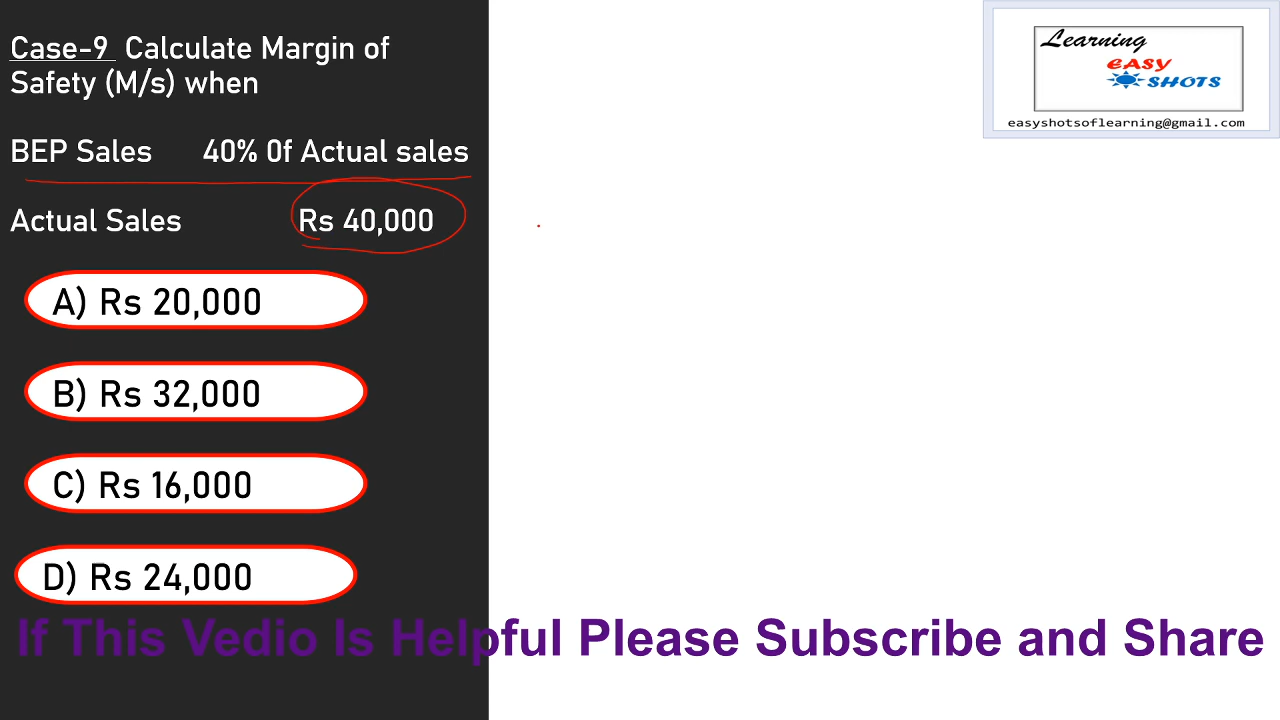 Case-9 Calculate Margin of
Safety (M/s) when
BEP Sales 40% 0f Actual sales
Actual Sales Rs 40,000
A) Rs 20,000
B) Rs 32,000
C) Rs 16,000
D) Rs 24,000
If This Vedio Is Helpful Please Subscribe and Share
Learning
EASY
SHOTS
easyshotsoflearning@gmail.com